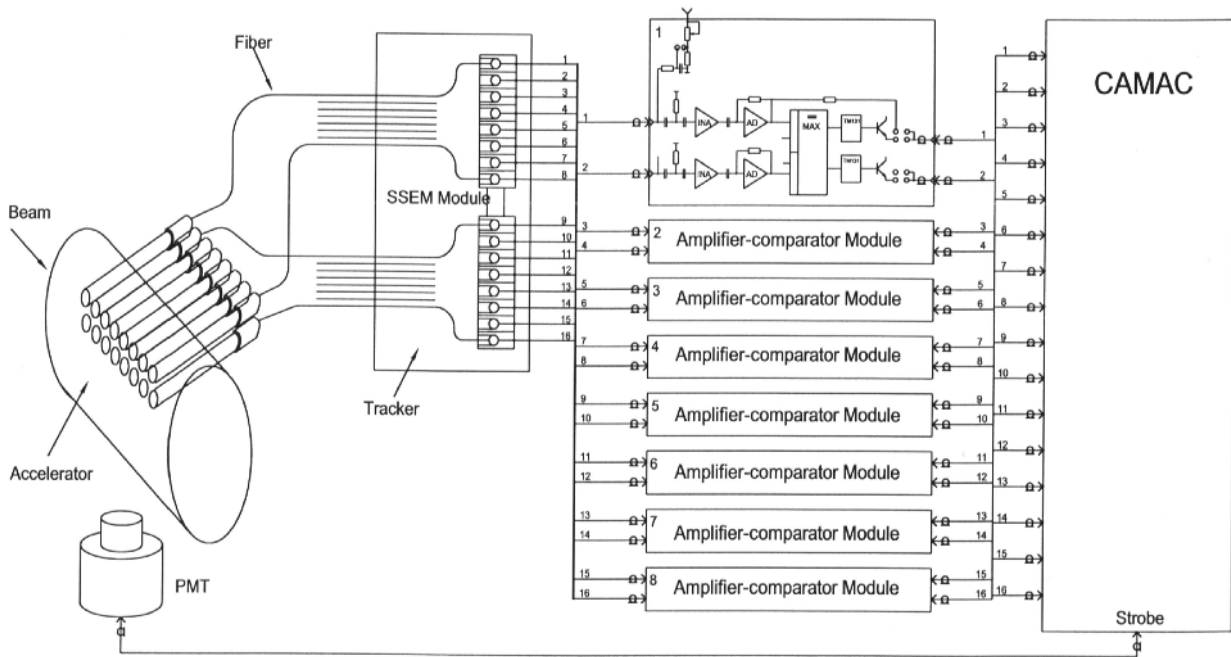 Fiber
Beam
Accelerator
PMT
SSEM Module
Tracker
1
2
3
4
5
6
7
8
9
10
11
12
13
14
15
16
1
2
3
4
5
6
7
8
9
10
11
12
13
14
15
16
1
INA
AD
MAX
TM131
INA
AD
TM131
2 Amplifier-comparator Module
3 Amplifier-comparator Module
4 Amplifier-comparator Module
5 Amplifier-comparator Module
6 Amplifier-comparator Module
7 Amplifier-comparator Module
8 Amplifier-comparator Module
1
2
3
4
5
6
7
8
9
10
11
12
13
14
15
16
1
2
3
4
5
6
7
8
9
10
11
12
13
14
15
16
CAMAC
Strobe